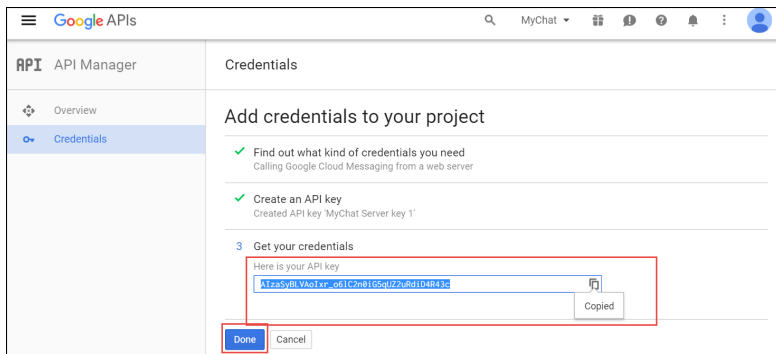 Google APIs
MyChat
API API Manager
Credentials
Overview
Credentials
Add credentials to your project
Find out what kind of credentials you need
Calling Google Cloud Messaging from a web server
Create an API key
Created API key 'MyChat Server key 1'
3 Get your credentials
Here is your API key
AIzaSyBLVAoIxr_o6lC2n0iG5qUZ2uRdiD4R43c
Copied
Done
Cancel